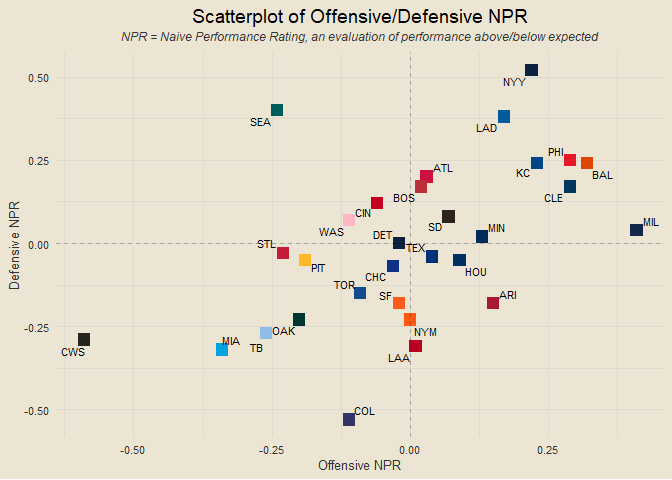 Scatterplot of Offensive/Defensive NPR
NPR = Naive Performance Rating, an evaluation of performance above/below expected
0.50
NYY
SEA
LAD
0.25
PHI
KC
BAL
ATL
BOS
CLE
CIN
WAS
SD
MIL
DET
MIN
0.00
STL
TEX
PIT
CHC
HOU
TOR
SF
ARI
-0.25
OAK
NYM
MIA
TB
CWS
LAA
COL
-0.50
Defensive NPR
-0.50
-0.25
0.00
0.25
Offensive NPR